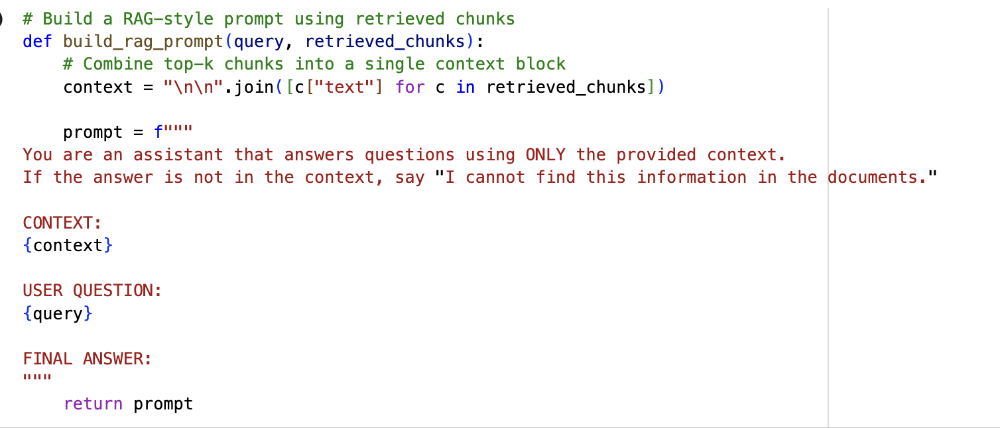 # Build a RAG-style prompt using retrieved chunks
def build_rag_prompt(query, retrieved_chunks):
    # Combine top-k chunks into a single context block
    context = "\n\n".join([c["text"] for c in retrieved_chunks])

    prompt = f"""
You are an assistant that answers questions using ONLY the provided context.
If the answer is not in the context, say "I cannot find this information in the documents."

CONTEXT:
{context}

USER QUESTION:
{query}

FINAL ANSWER:
"""
    return prompt